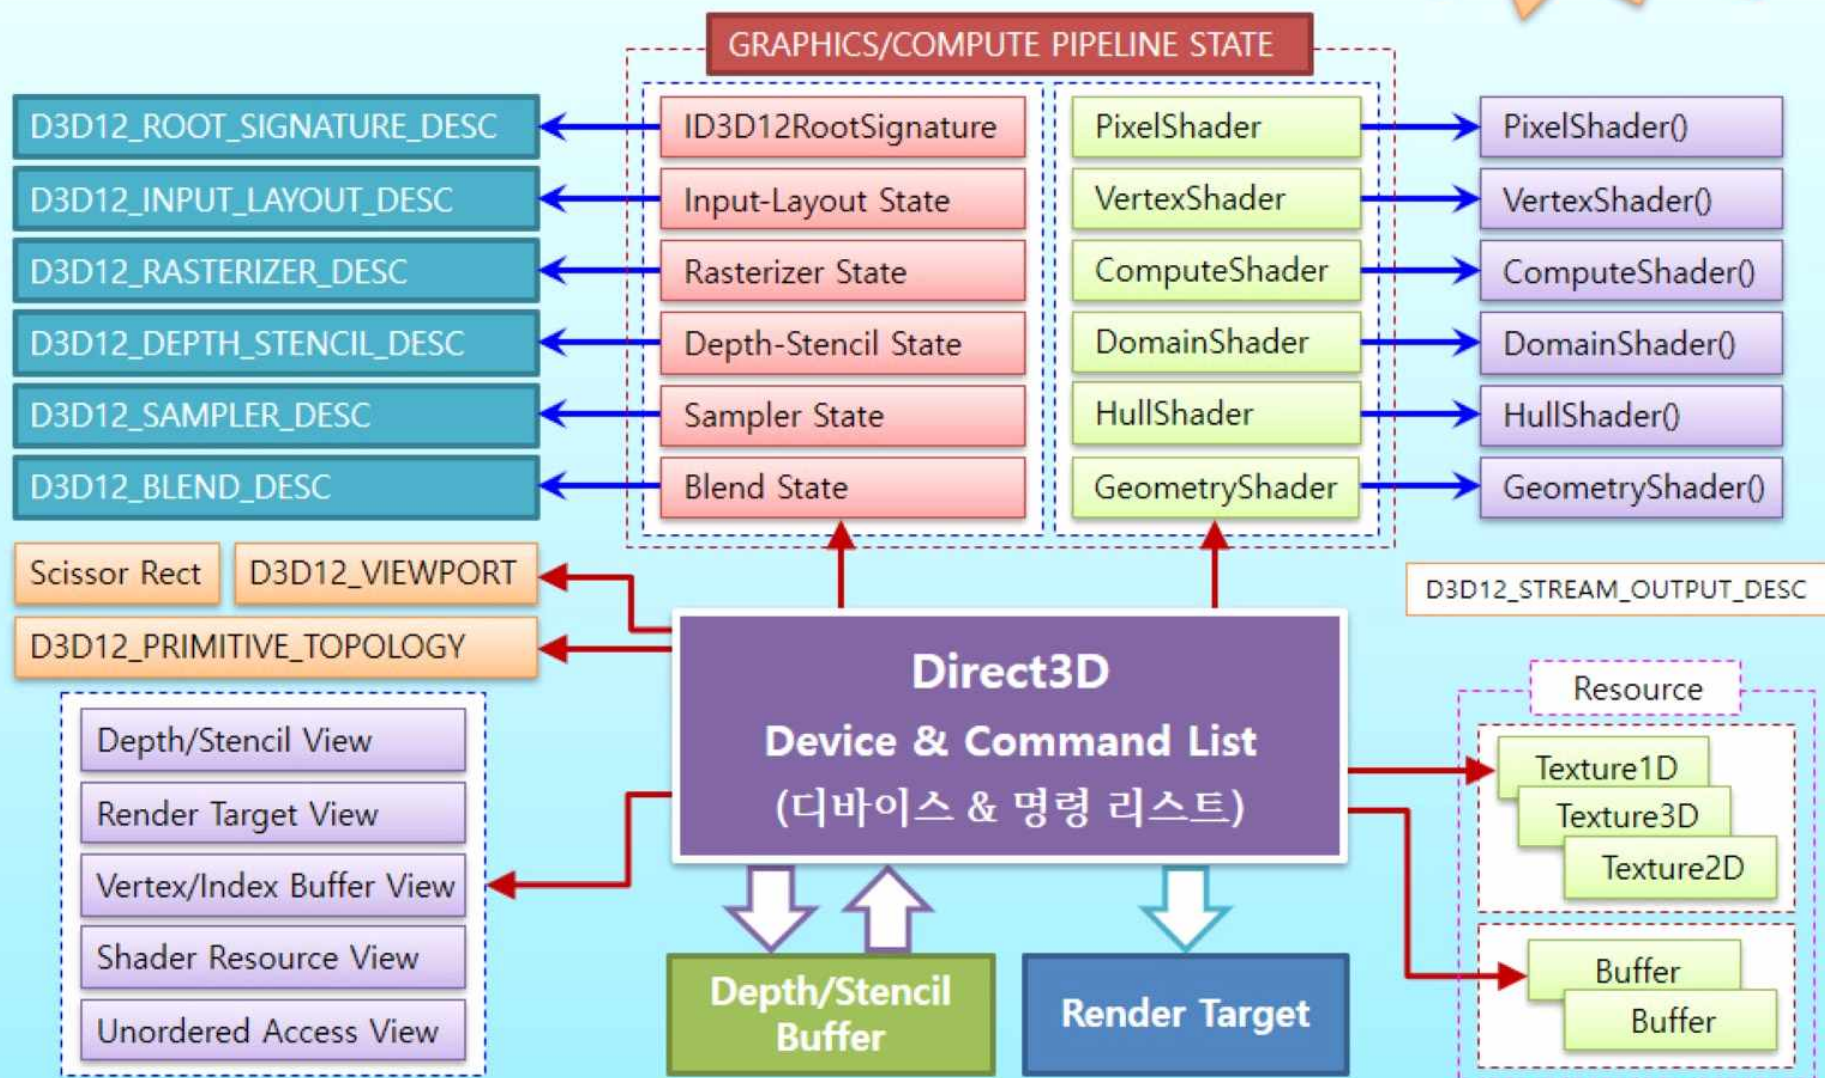 GRAPHICS/COMPUTE PIPELINE STATE
D3D12_ROOT_SIGNATURE_DESC
ID3D12RootSignature
PixelShader
PixelShader()
D3D12_INPUT_LAYOUT_DESC
Input-Layout State
VertexShader
VertexShader()
D3D12_RASTERIZER_DESC
Rasterizer State
ComputeShader
ComputeShader()
D3D12_DEPTH_STENCIL_DESC
Depth-Stencil State
DomainShader
DomainShader()
D3D12_SAMPLER_DESC
Sampler State
HullShader
HullShader()
D3D12_BLEND_DESC
Blend State
GeometryShader
GeometryShader()
Scissor Rect
D3D12_VIEWPORT
D3D12_STREAM_OUTPUT_DESC
D3D12_PRIMITIVE_TOPOLOGY
Direct3D
Device & Command List
(디바이스 & 명령 리스트)
Depth/Stencil View
Render Target View
Vertex/Index Buffer View
Shader Resource View
Unordered Access View
Resource
Texture1D
Texture3D
Texture2D
Buffer
Buffer
Depth/Stencil
Buffer
Render Target